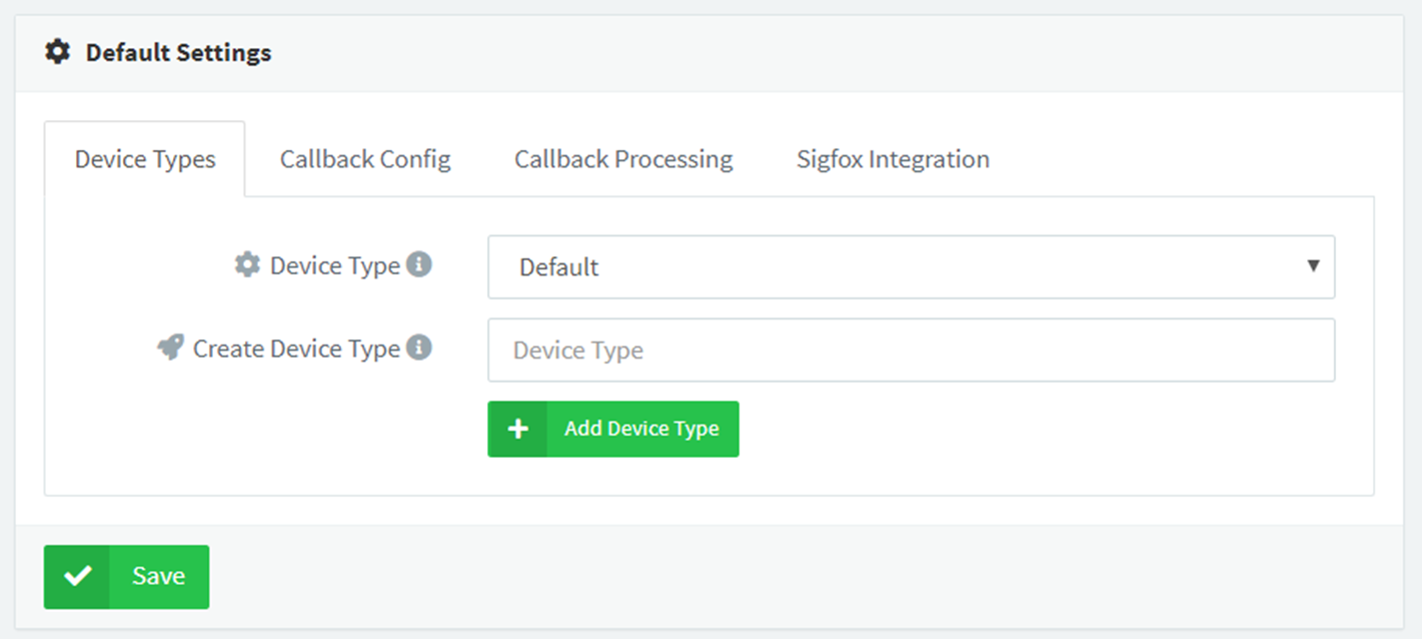 Default Settings
Device Types Callback Config Callback Processing Sigfox Integration
Device Type Default
Create Device Type Device Type
Add Device Type
Save